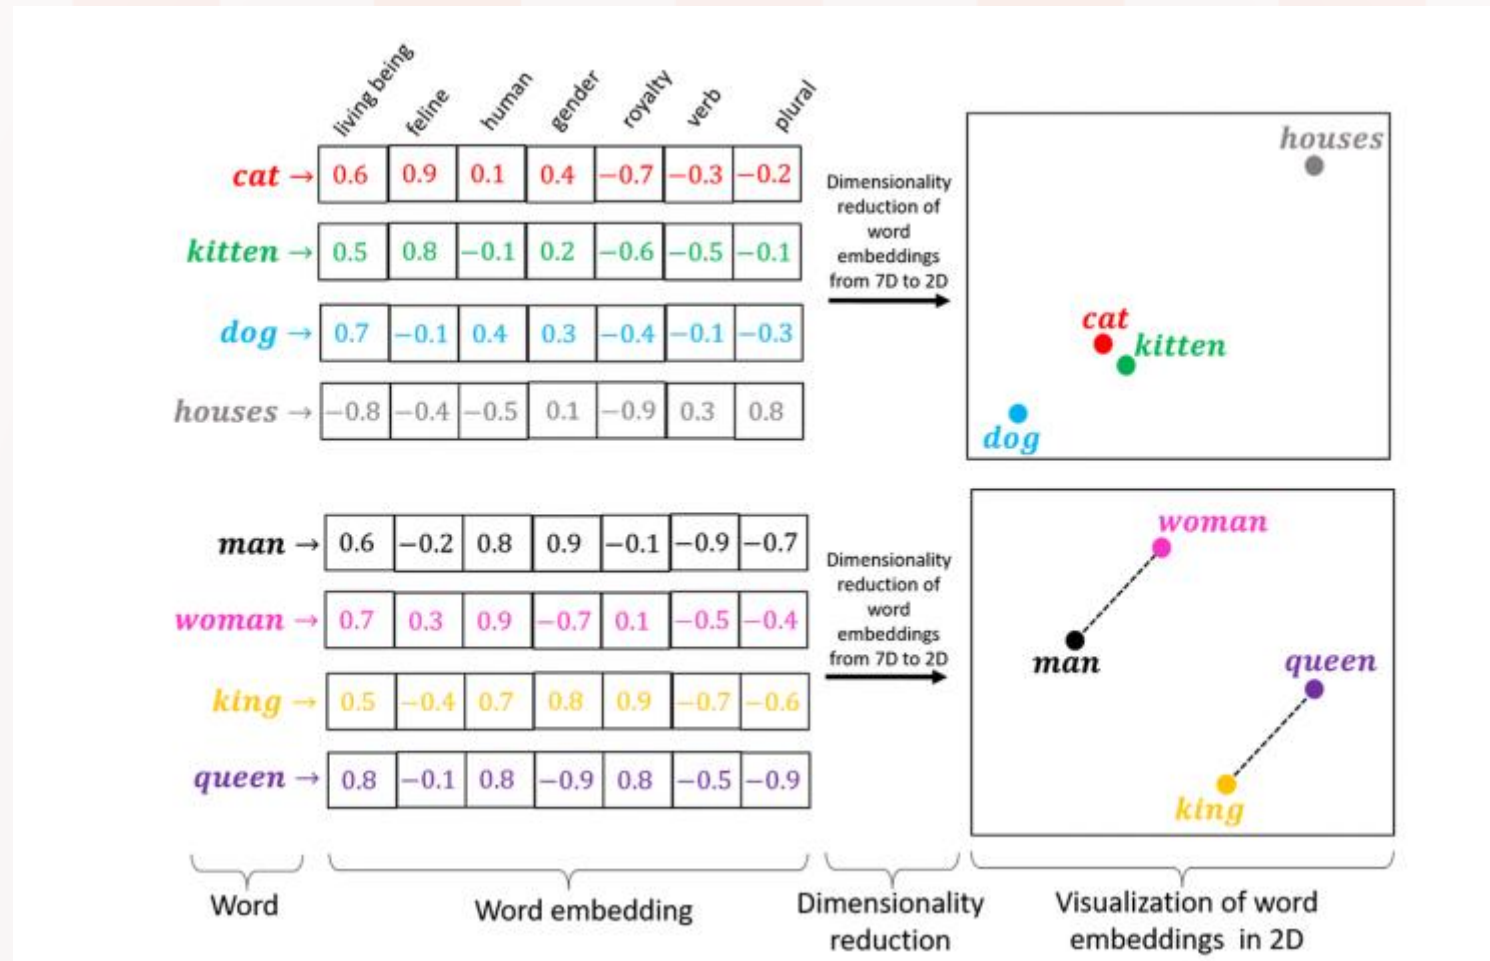 living being feline human gender royalty verb plural
cat → 0.6 0.9 0.1 0.4 −0.7 −0.3 −0.2
kitten → 0.5 0.8 −0.1 0.2 −0.6 −0.5 −0.1
dog → 0.7 −0.1 0.4 0.3 −0.4 −0.1 −0.3
houses → −0.8 −0.4 −0.5 0.1 −0.9 0.3 0.8
Dimensionality
reduction of
word
embeddings
from 7D to 2D
houses
cat
kitten
dog
man → 0.6 −0.2 0.8 0.9 −0.1 −0.9 −0.7
woman → 0.7 0.3 0.9 −0.7 0.1 −0.5 −0.4
king → 0.5 −0.4 0.7 0.8 0.9 −0.7 −0.6
queen → 0.8 −0.1 0.8 −0.9 0.8 −0.5 −0.9
Dimensionality
reduction of
word
embeddings
from 7D to 2D
woman
man
queen
king
Word
Word embedding
Dimensionality
reduction
Visualization of word
embeddings in 2D